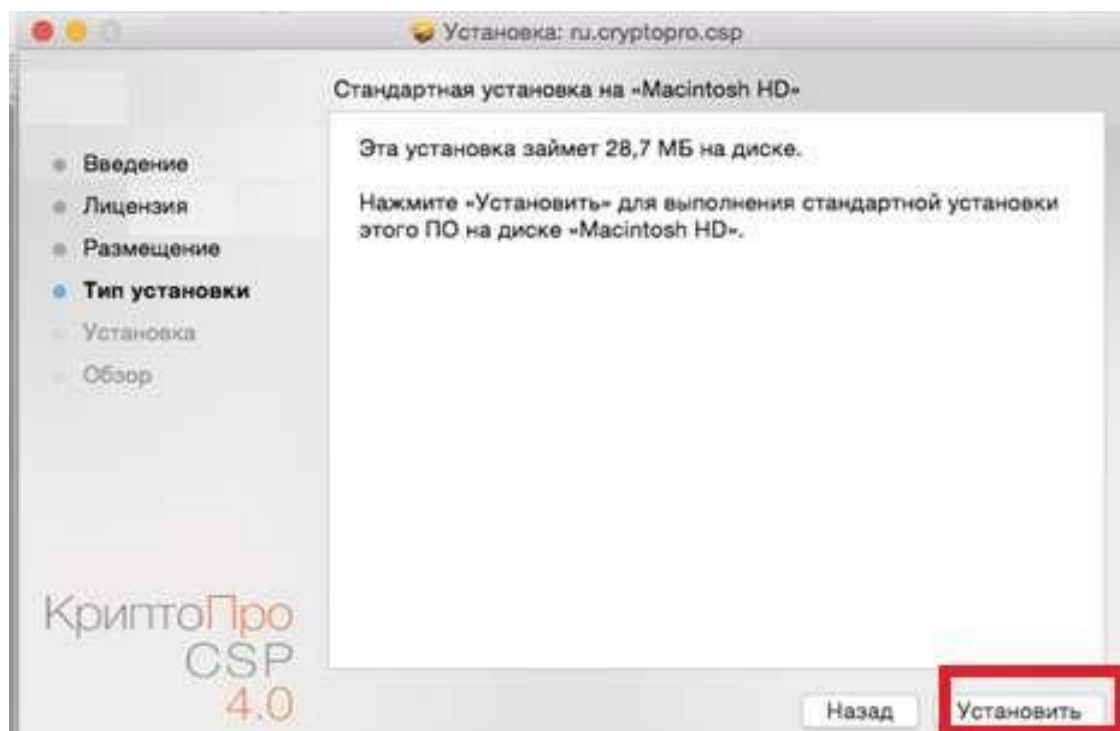 Установка: ru.cryptopro.csp
Стандартная установка на «Macintosh HD»
Введение
Лицензия
Размещение
Тип установки
Установка
Обзор
Эта установка займет 28,7 МБ на диске.
Нажмите «Установить» для выполнения стандартной установки
этого ПО на диске «Macintosh HD».
КриптоПро
CSP
4.0
Назад
Установить